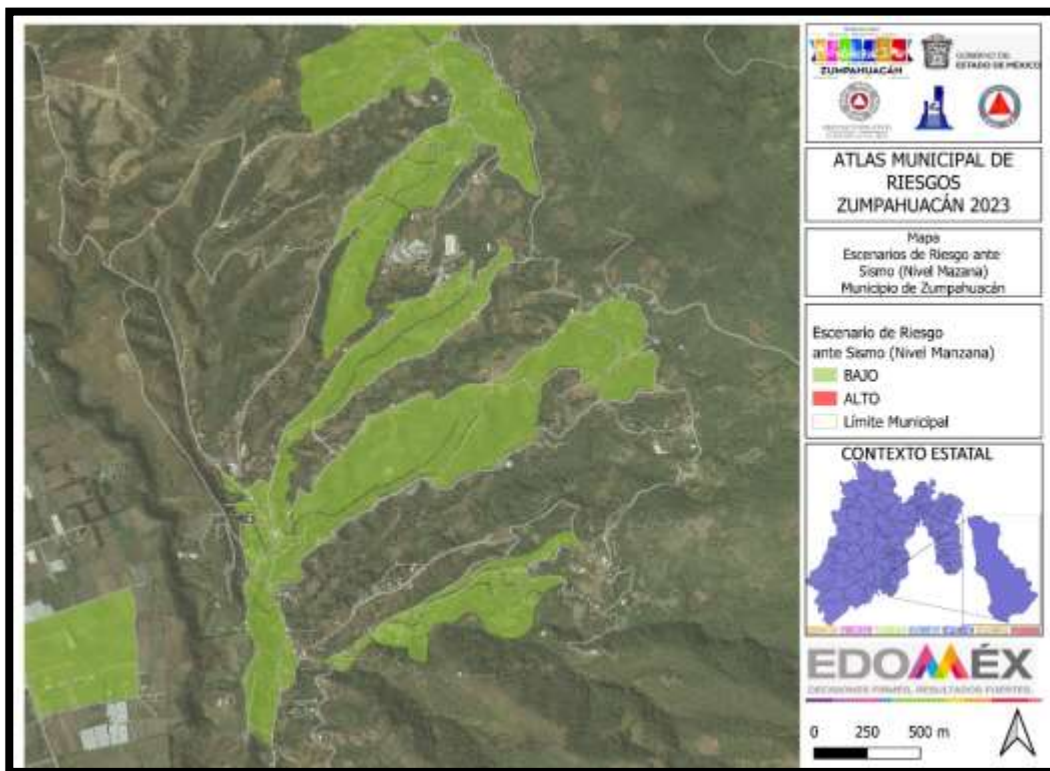 ZUMPAHUACÁN
GOBIERNO DEL
ESTADO DE MÉXICO
ATLAS MUNICIPAL DE
RIESGOS
ZUMPAHUACÁN 2023
Mapa
Escenarios de Riesgo ante
Sismo (Nivel Mazana)
Municipio de Zumpahuacán
Escenario de Riesgo
ante Sismo (Nivel Manzana)
BAJO
ALTO
Límite Municipal
CONTEXTO ESTATAL
EDOMÉX
DECISIONES FIRMES, RESULTADOS FUERTES.
0 250 500 m